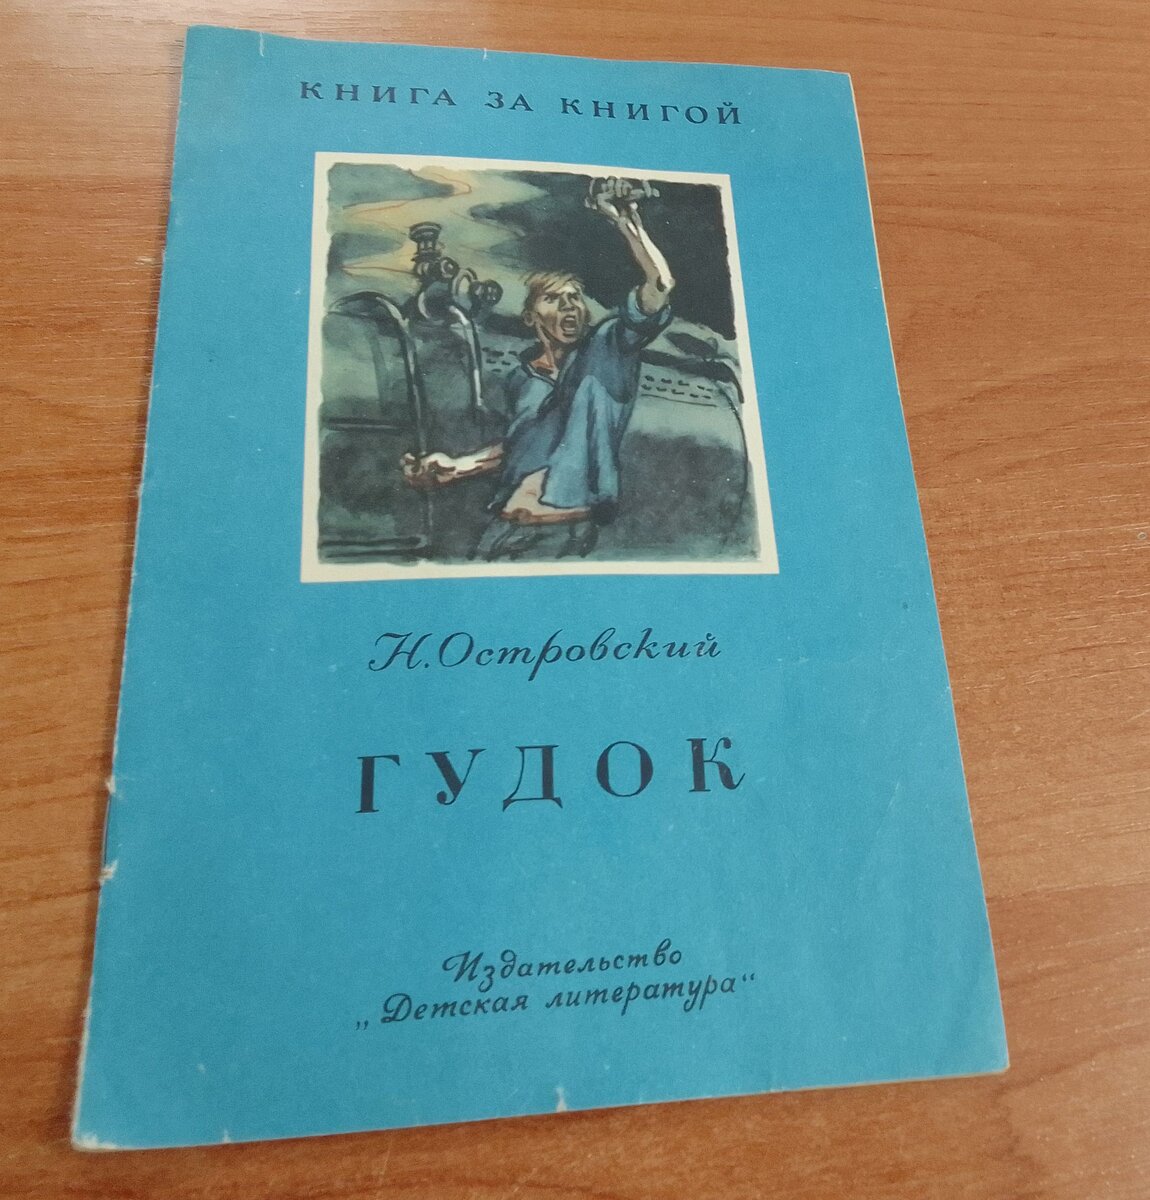 КНИГА ЗА КНИГОЙ
Н. Островский
ГУДОК
Издательство
„Детская литература“